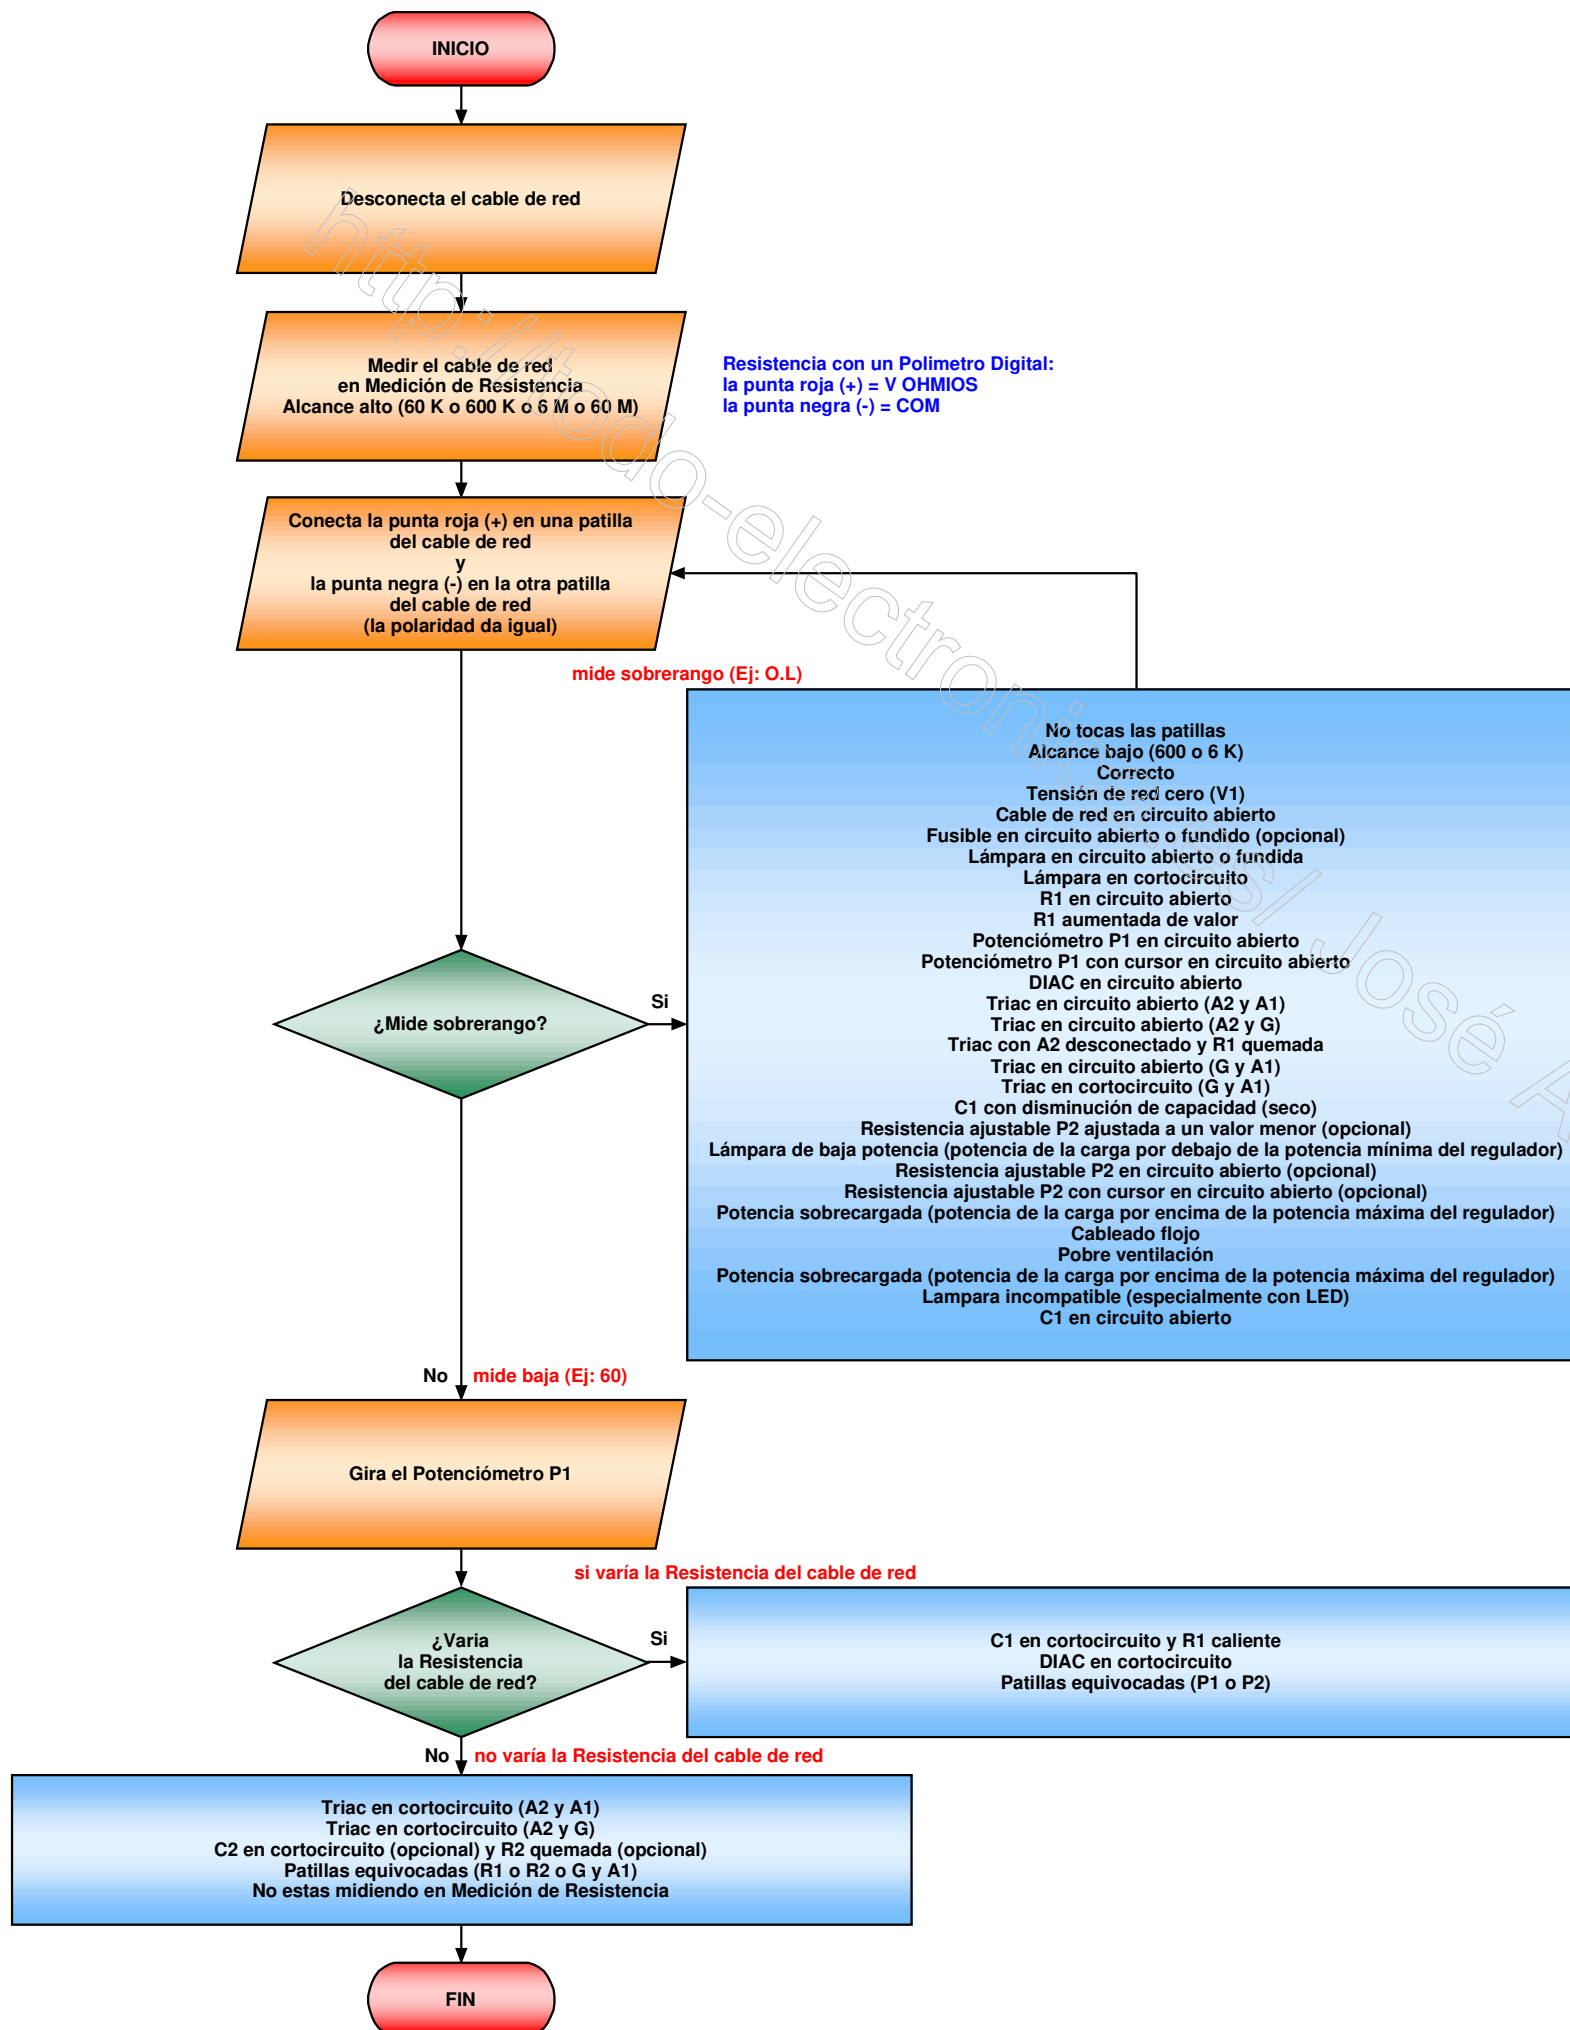 INICIO
Desconecta el cable de red
Medir el cable de red
en Medición de Resistencia
Alcance alto (60 K o 600 K o 6 M o 60 M)
Resistencia con un Polimetro Digital:
la punta roja (+) = V OHMIOS
la punta negra (-) = COM
Conecta la punta roja (+) en una patilla
del cable de red
y
la punta negra (-) en la otra patilla
del cable de red
(la polaridad da igual)
mide sobrerango (Ej: O.L)
No tocas las patillas
Alcance bajo (600 o 6 K)
Correcto
Tensión de red cero (V1)
Cable de red en circuito abierto
Fusible en circuito abierto o fundido (opcional)
Lámpara en circuito abierto o fundida
Lámpara en cortocircuito
R1 en circuito abierto
R1 aumentada de valor
Potenciómetro P1 en circuito abierto
Potenciómetro P1 con cursor en circuito abierto
DIAC en circuito abierto
Triac en circuito abierto (A2 y A1)
Triac en circuito abierto (A2 y G)
Triac con A2 desconectado y R1 quemada
Triac en circuito abierto (G y A1)
Triac en cortocircuito (G y A1)
C1 con disminución de capacidad (seco)
Resistencia ajustable P2 ajustada a un valor menor (opcional)
Lámpara de baja potencia (potencia de la carga por debajo de la potencia mínima del regulador)
Resistencia ajustable P2 en circuito abierto (opcional)
Resistencia ajustable P2 con cursor en circuito abierto (opcional)
Potencia sobrecargada (potencia de la carga por encima de la potencia máxima del regulador)
Cableado flojo
Pobre ventilación
Potencia sobrecargada (potencia de la carga por encima de la potencia máxima del regulador)
Lampara incompatible (especialmente con LED)
C1 en circuito abierto
¿Mide sobrerango?
Si
No
mide baja (Ej: 60)
Gira el Potenciómetro P1
si varía la Resistencia del cable de red
¿Varia
la Resistencia
del cable de red?
Si
C1 en cortocircuito y R1 caliente
DIAC en cortocircuito
Patillas equivocadas (P1 o P2)
No
no varía la Resistencia del cable de red
Triac en cortocircuito (A2 y A1)
Triac en cortocircuito (A2 y G)
C2 en cortocircuito (opcional) y R2 quemada (opcional)
Patillas equivocadas (R1 o R2 o G y A1)
No estas midiendo en Medición de Resistencia
FIN
http://todo-electronica.es/ José A